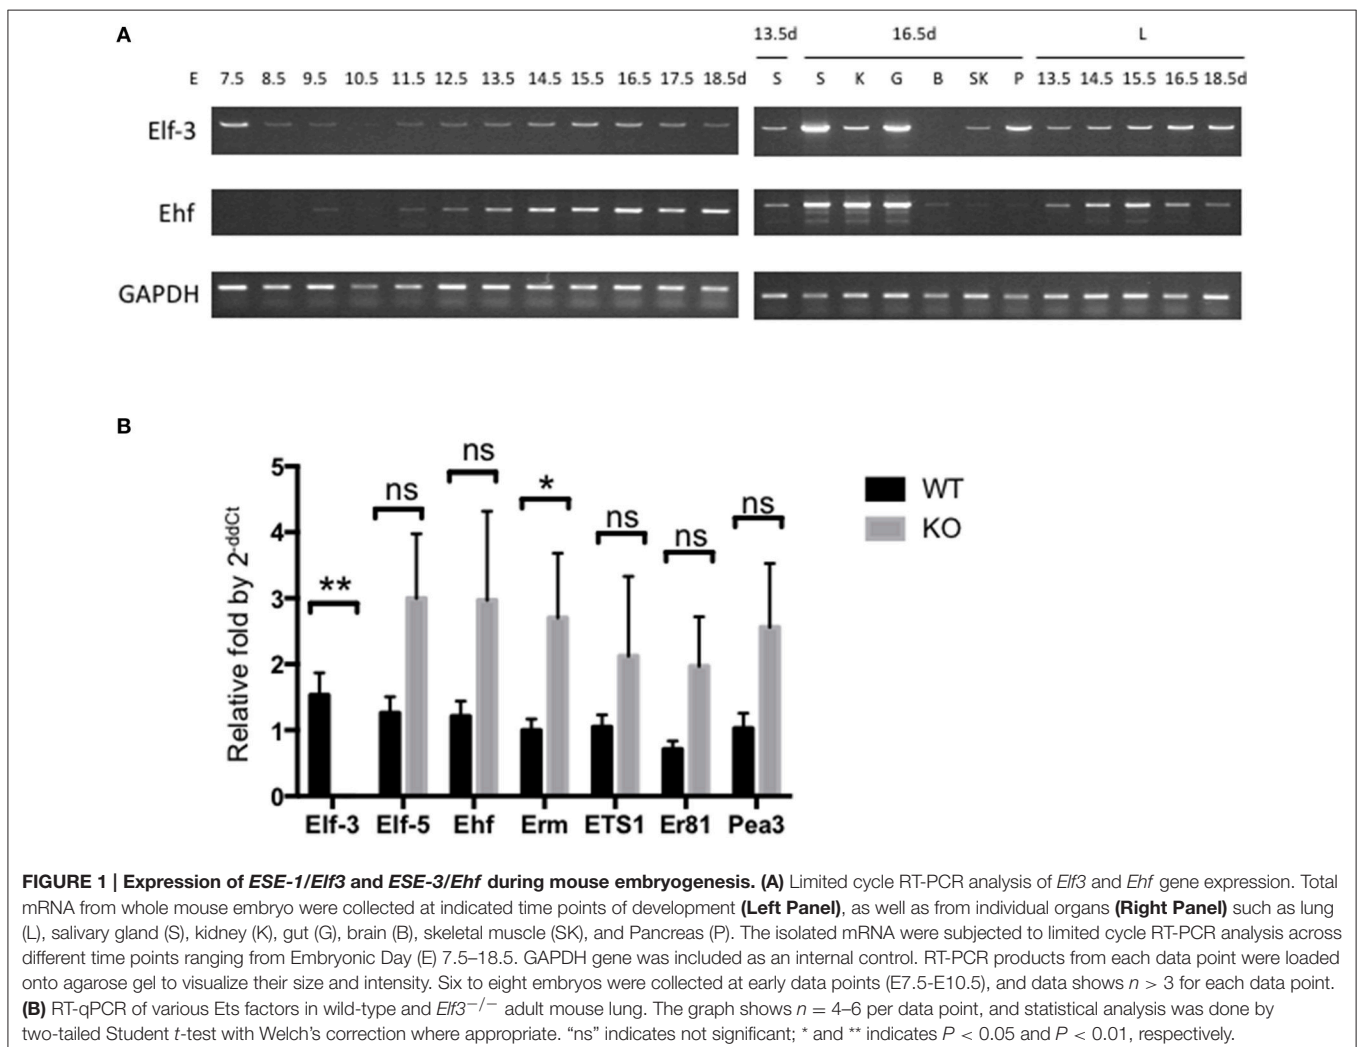 A
13.5d 16.5d L
E 7.5 8.5 9.5 10.5 11.5 12.5 13.5 14.5 15.5 16.5 17.5 18.5d S S K G B SK P 13.5 14.5 15.5 16.5 18.5d
Elf-3
Ehf
GAPDH
B
Relative fold by 2-ddCt
5
4
3
2
1
0
** ns ns * ns ns ns
WT
KO
Elf-3 Elf-5 Ehf Erm ETS1 Er81 Pea3
FIGURE 1 | Expression of ESE-1/Elf3 and ESE-3/Ehf during mouse embryogenesis. (A) Limited cycle RT-PCR analysis of Elf3 and Ehf gene expression. Total
mRNA from whole mouse embryo were collected at indicated time points of development (Left Panel), as well as from individual organs (Right Panel) such as lung
(L), salivary gland (S), kidney (K), gut (G), brain (B), skeletal muscle (SK), and Pancreas (P). The isolated mRNA were subjected to limited cycle RT-PCR analysis across
different time points ranging from Embryonic Day (E) 7.5–18.5. GAPDH gene was included as an internal control. RT-PCR products from each data point were loaded
onto agarose gel to visualize their size and intensity. Six to eight embryos were collected at early data points (E7.5-E10.5), and data shows n > 3 for each data point.
(B) RT-qPCR of various Ets factors in wild-type and Elf3−/− adult mouse lung. The graph shows n = 4–6 per data point, and statistical analysis was done by
two-tailed Student t-test with Welch's correction where appropriate. “ns” indicates not significant; * and ** indicates P < 0.05 and P < 0.01, respectively.